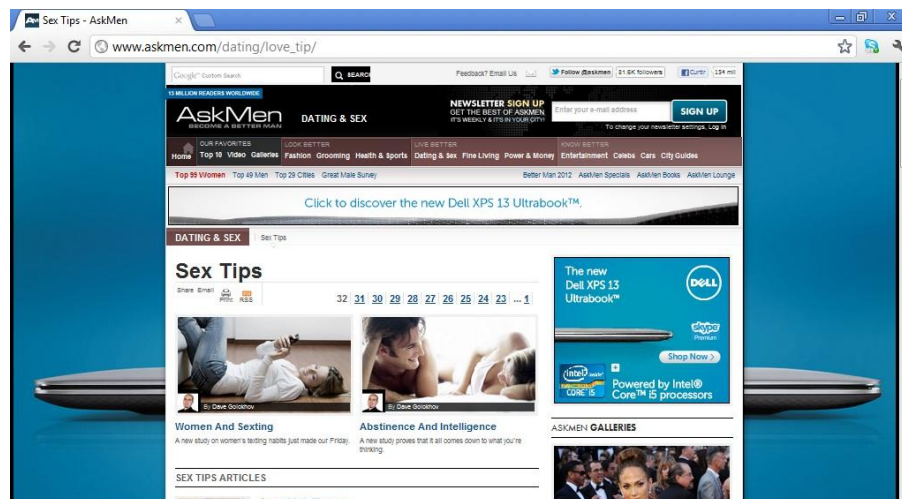 Sex Tips - AskMen
www.askmen.com/dating/love_tip/
Google™ Custom Search
SEARCH
Feedback? Email Us
Follow @askmen
31.8K followers
Curtir
13 MILLION READERS WORLDWIDE
AskMen
BECOME A BETTER MAN
DATING & SEX
NEWSLETTER SIGN UP
GET THE BEST OF ASKMEN.
IT'S WEEKLY & IT'S IN YOUR CITY!
Enter your e-mail address
SIGN UP
To change your newsletter settings, Log in
OUR FAVORITES LOOK BETTER LIVE BETTER KNOW BETTER
Home Top 10 Video Galleries Fashion Grooming Health & Sports Dating & Sex Fine Living Power & Money Entertainment Celebs Cars City Guides
Top 99 Women Top 49 Men Top 29 Cities Great Male Survey Better Man 2012 AskMen Specials AskMen Books AskMen Lounge
Click to discover the new Dell XPS 13 Ultrabook™.
DATING & SEX Sex Tips
Sex Tips
Share Email Print RSS
32 31 30 29 28 27 26 25 24 23 ... 1
By Dave Golokhov
Women And Sexting
A new study on women's texting habits just made our Friday.
By Dave Golokhov
Abstinence And Intelligence
A new study proves that it all comes down to what you're
thinking.
SEX TIPS ARTICLES
The new
Dell XPS 13
Ultrabook™
DELL
skype
Premium
Shop Now >
intel
CORE i5
Powered by Intel®
Core™ i5 processors
ASKMEN GALLERIES